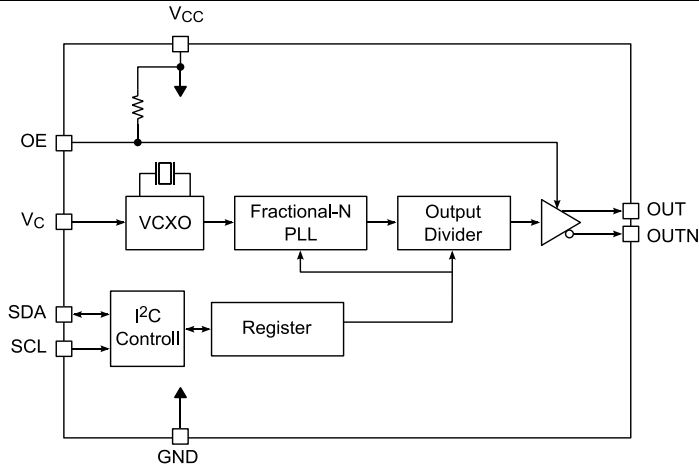 VCC
OE
VC
VCXO
Fractional-N
PLL
Output
Divider
OUT
OUTN
SDA
SCL
I²C
Controll
Register
GND